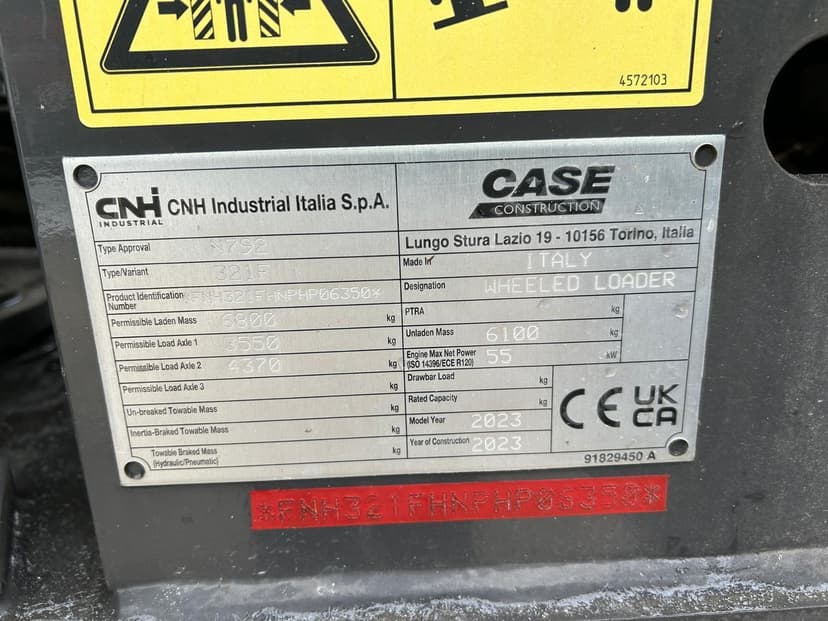 4572103
CNH INDUSTRIAL CNH Industrial Italia S.p.A.
CASE
CONSTRUCTION
Lungo Stura Lazio 19 - 10156 Torino, Italia
Type Approval
Made in ITALY
Type/Variant 321F
Designation WHEELED LOADER
Product Identification Number *FNH321FHNPHP06350*
PTRA kg
Permissible Laden Mass 6800 kg
Unladen Mass 6100 kg
Permissible Load Axle 1 3550 kg
Engine Max Net Power (ISO 14396/ECE R120) 55 kW
Permissible Load Axle 2 4370 kg
Drawbar Load kg
Permissible Load Axle 3 kg
Rated Capacity kg
Un-breaked Towable Mass kg
Model Year 2023
Inertia-Braked Towable Mass kg
Year of Construction 2023
Towable Braked Mass (Hydraulic/Pneumatic) kg
CE UK CA
91829450 A
*FNH321FHNPHP06350*